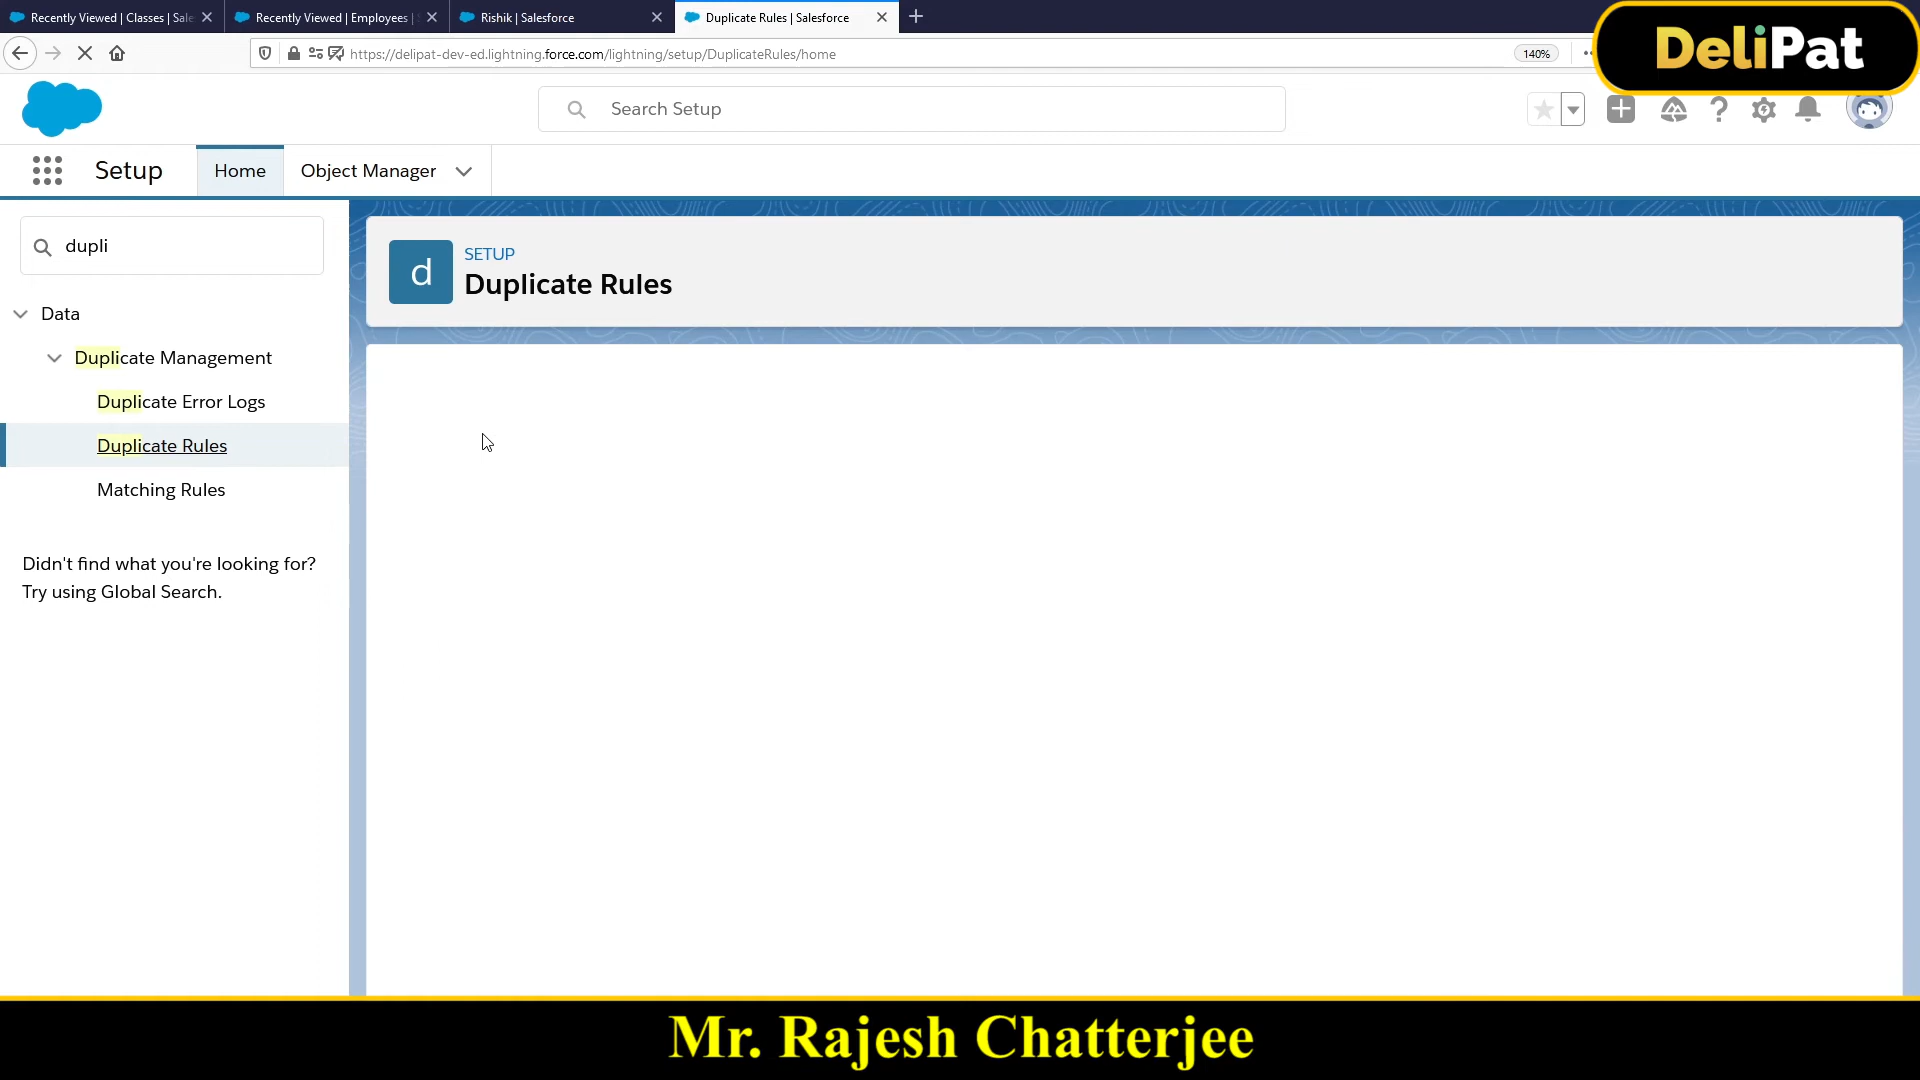 Recently Viewed | Classes | Sale
Recently Viewed | Employees |
Rishik | Salesforce
Duplicate Rules | Salesforce
https://delipat-dev-ed.lightning.force.com/lightning/setup/DuplicateRules/home
140%
DeliPat
Search Setup
Setup
Home
Object Manager
dupli
SETUP
d
Duplicate Rules
Data
Duplicate Management
Duplicate Error Logs
Duplicate Rules
Matching Rules
Didn't find what you're looking for?
Try using Global Search.
Mr. Rajesh Chatterjee